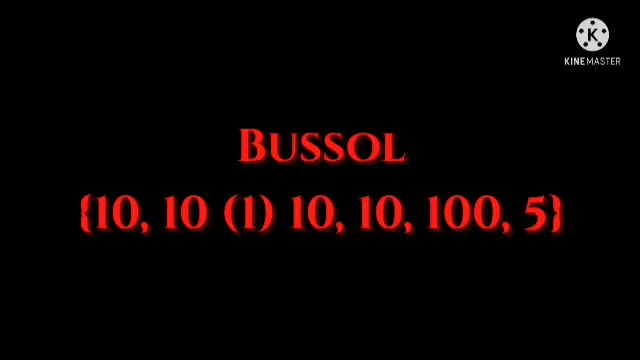 K
KINEMASTER
Bussol
{10, 10 (1) 10, 10, 100, 5}